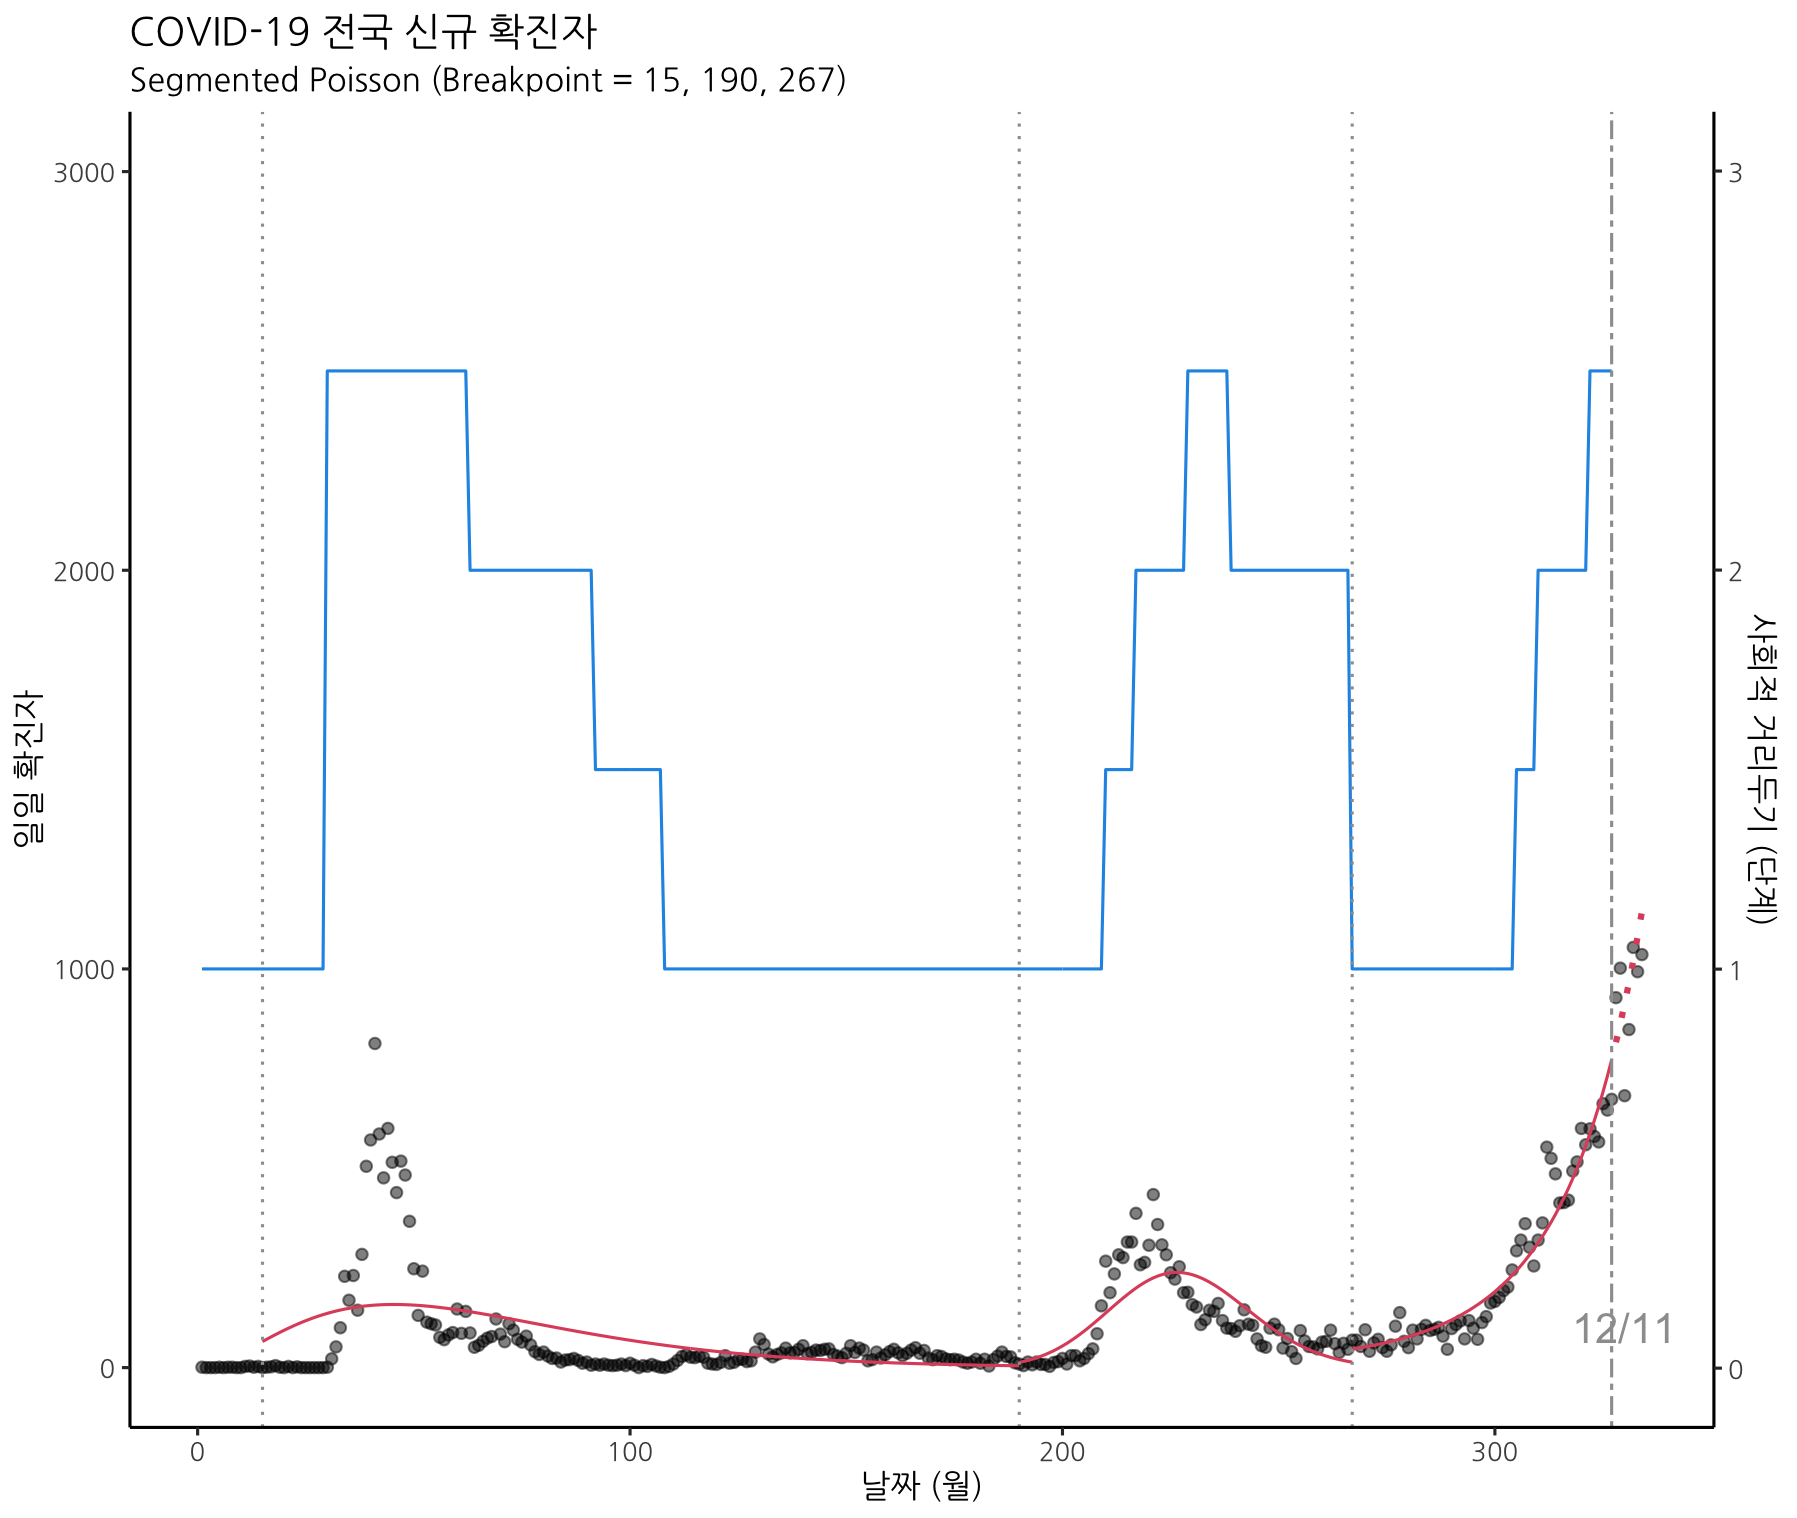 COVID-19 전국 신규 확진자
Segmented Poisson (Breakpoint = 15, 190, 267)
3000
2000
1000
0
일일 확진자
3
2
1
0
사회적 거리두기 (단계)
12/11
0
100
200
300
날짜 (월)